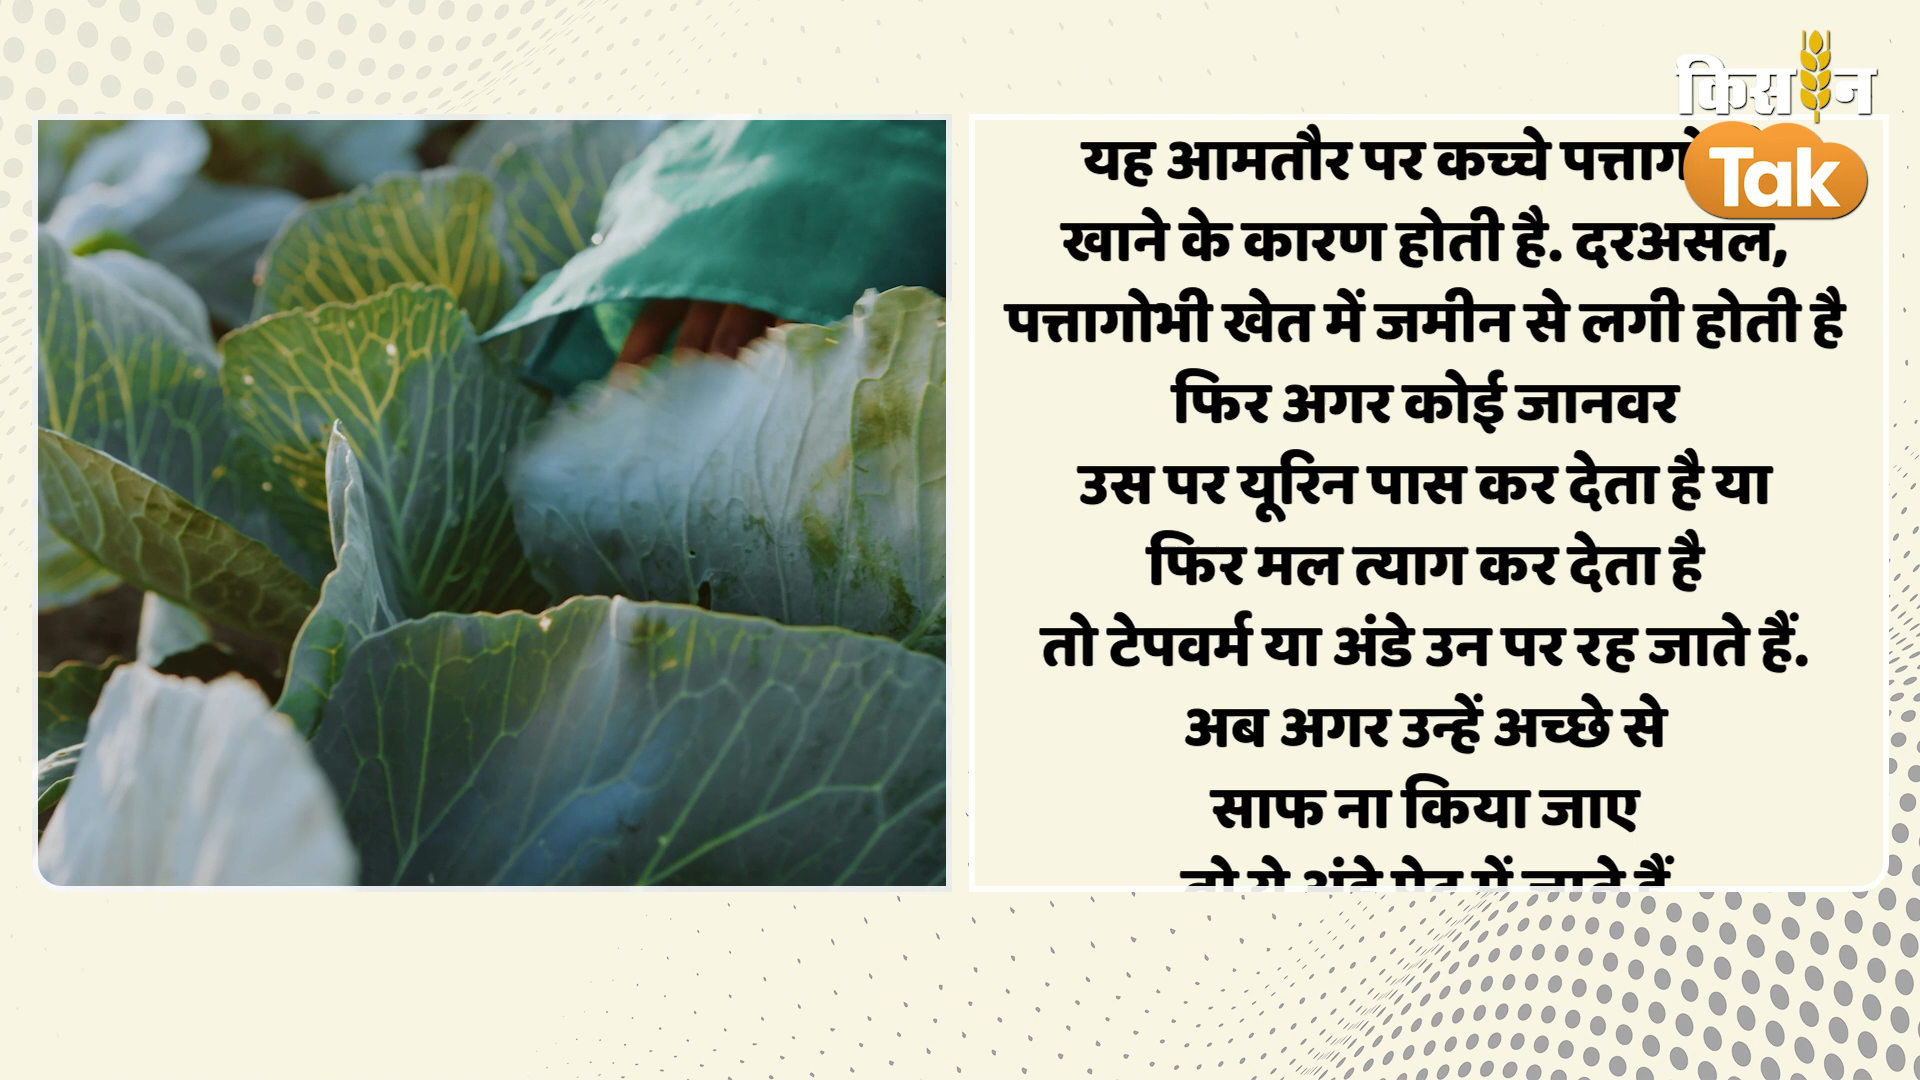 किसान
Tak
यह आमतौर पर कच्चे
खाने के कारण होती है. दरअसल,
पत्तागोभी खेत में जमीन से लगी होती है
फिर अगर कोई जानवर
उस पर यूरिन पास कर देता है या
फिर मल त्याग कर देता है
तो टेपवर्म या अंडे उन पर रह जाते हैं.
अब अगर उन्हें अच्छे से
साफ ना किया जाए
तो ये अंडे पेट में जाते हैं